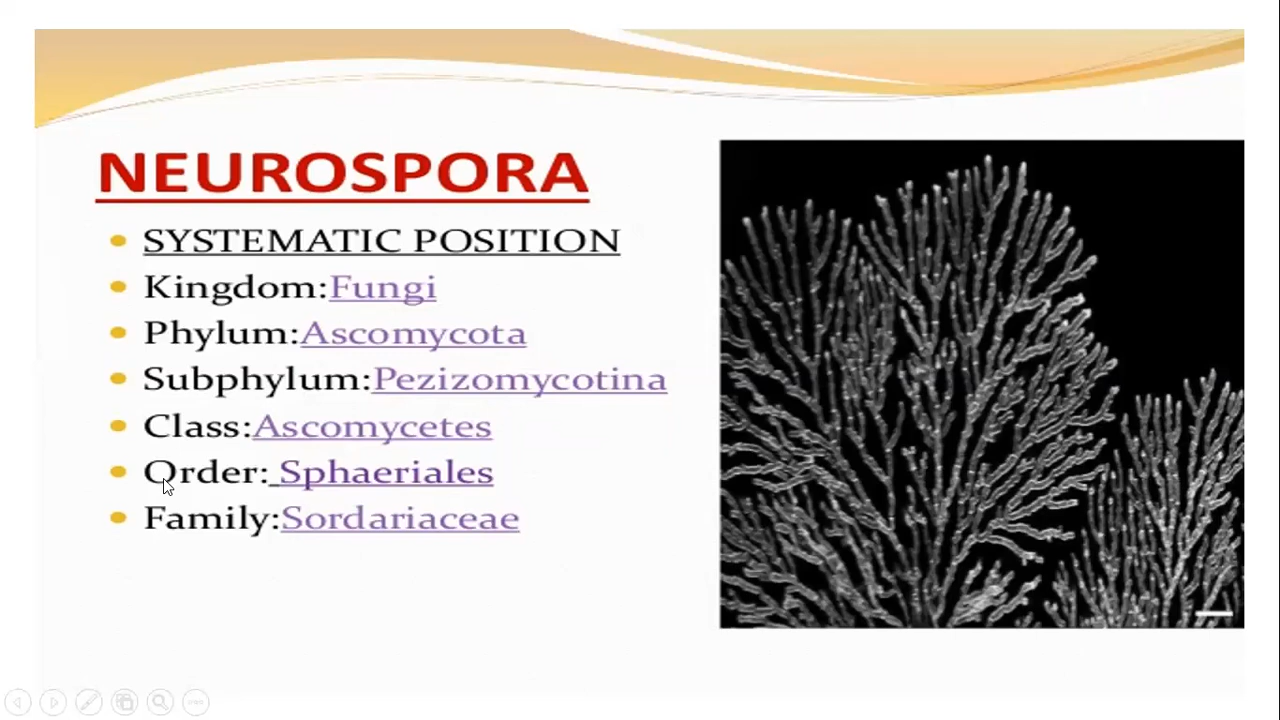 NEUROSPORA
SYSTEMATIC POSITION
Kingdom:Fungi
Phylum:Ascomycota
Subphylum:Pezizomycotina
Class:Ascomycetes
Order: Sphaeriales
Family:Sordariaceae